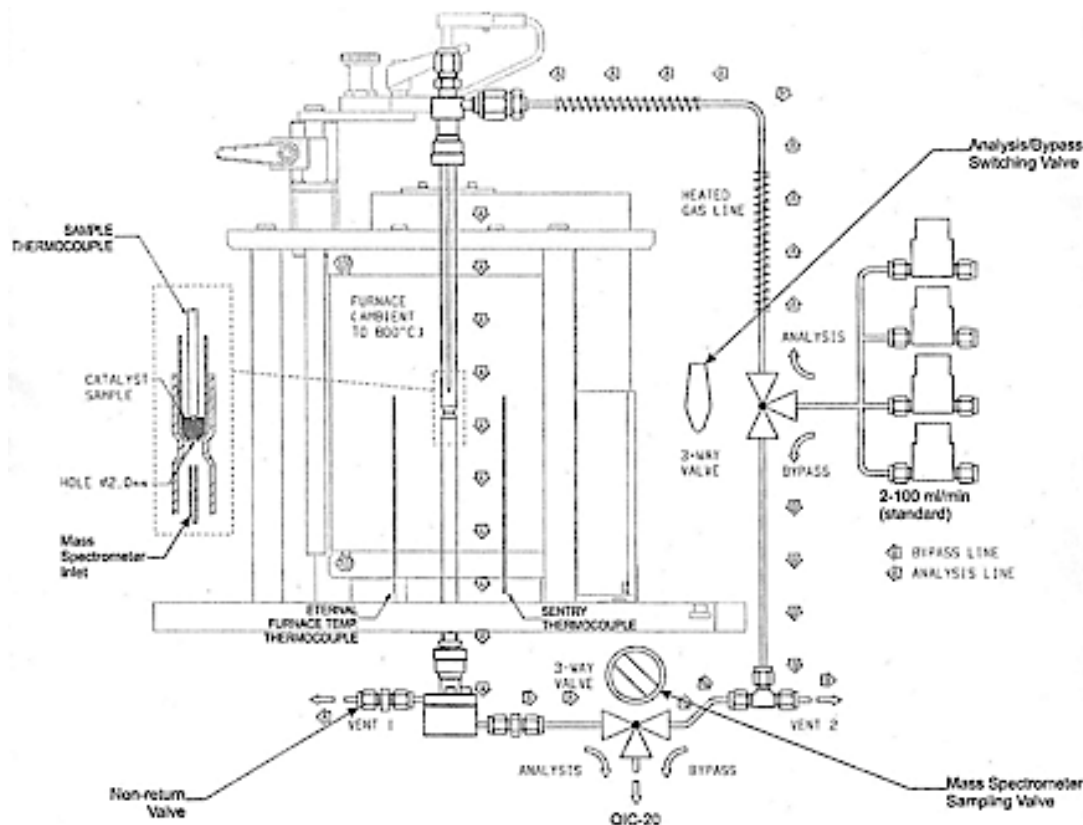 Analysis/Bypass
Switching Valve
HEATED
GAS LINE
SAMPLE
THERMOCOUPLE
FURNACE
(AMBIENT
TO 800°C)
ANALYSIS
CATALYST
SAMPLE
3-WAY
VALVE
BYPASS
HOLE Ø2.0mm
2-100 ml/min
(standard)
Mass
Spectrometer
Inlet
BYPASS LINE
ANALYSIS LINE
ETERNAL
FURNACE TEMP
THERMOCOUPLE
SENTRY
THERMOCOUPLE
3-WAY
VALVE
VENT 1
VENT 2
ANALYSIS
BYPASS
Non-return
Valve
QIC-20
Mass Spectrometer
Sampling Valve